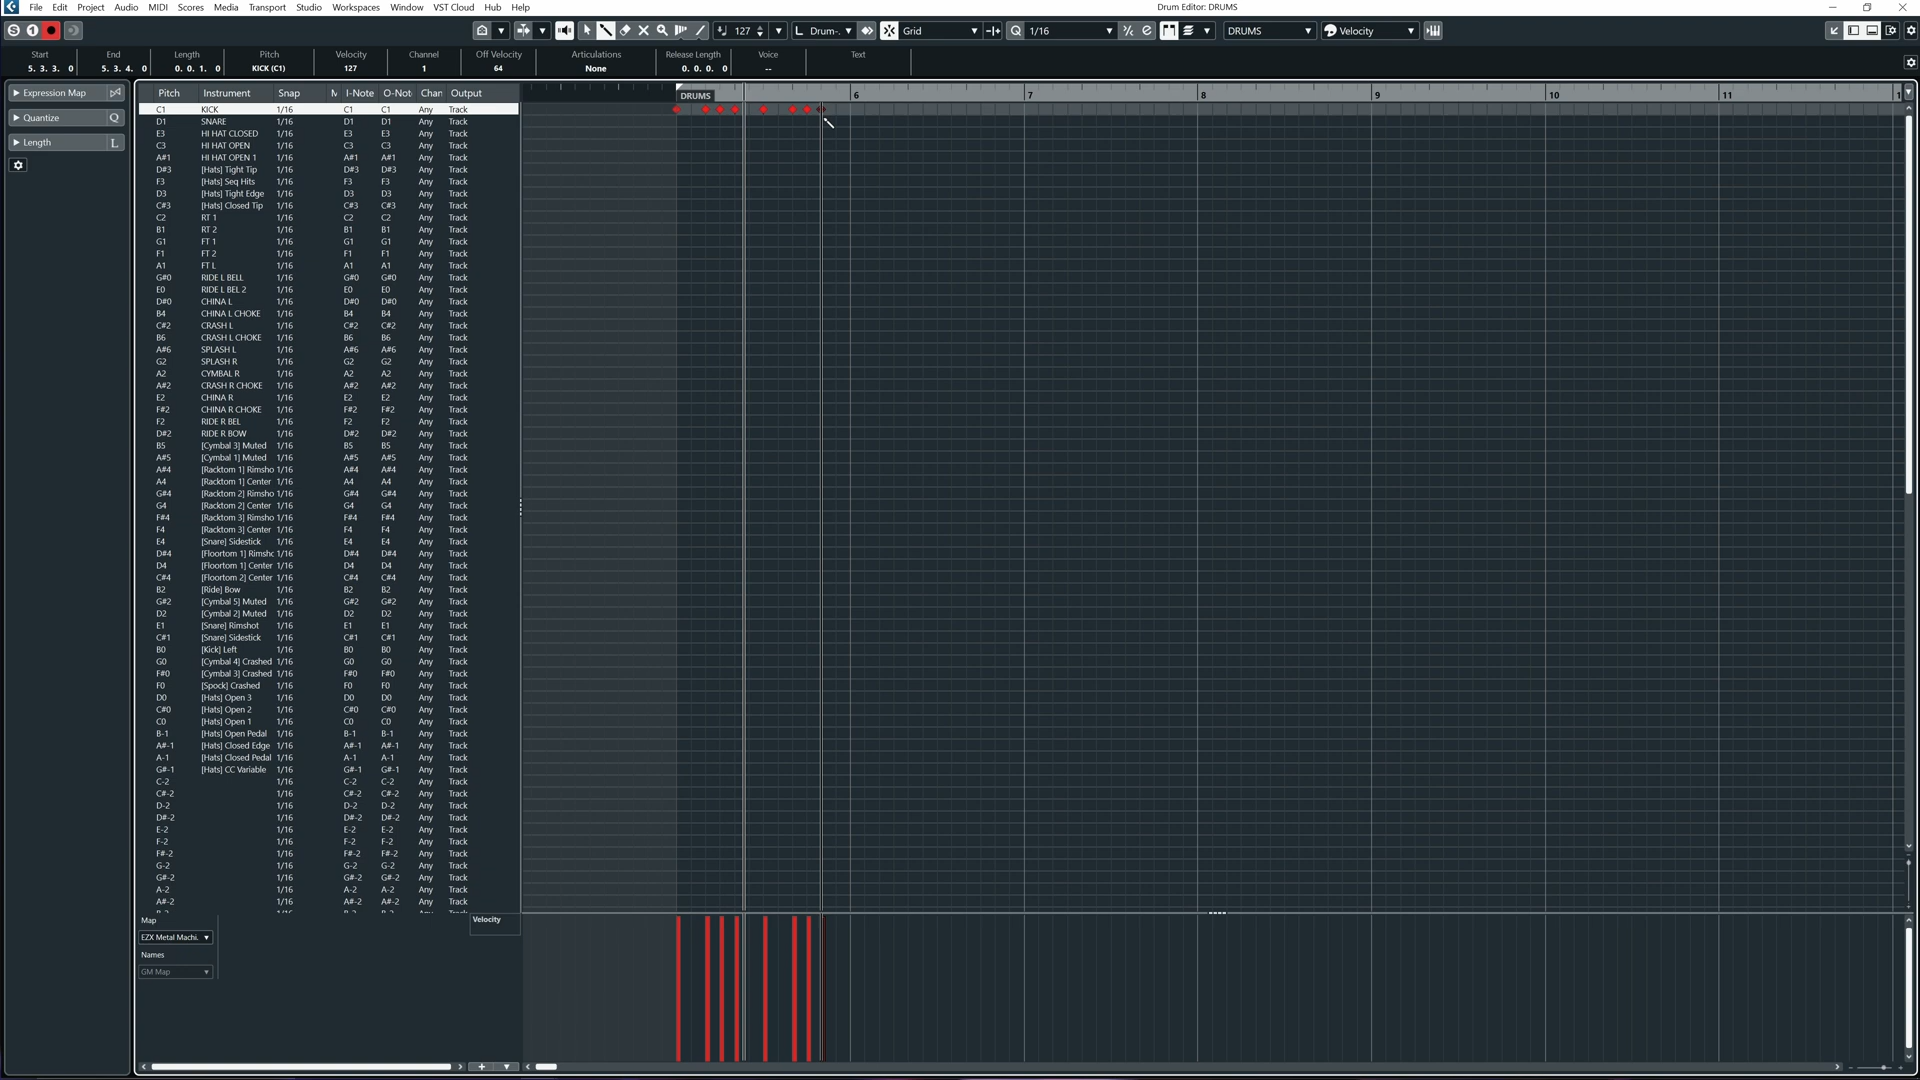 File Edit Project Audio MIDI Scores Media Transport Studio Workspaces Window VST Cloud Hub Help Drum Editor: DRUMS
127 Drum-. Grid 1/16 DRUMS Velocity
Start End Length Pitch Velocity Channel Off Velocity Articulations Release Length Voice Text
5. 3. 3. 0 5. 3. 4. 0 0. 0. 1. 0 KICK (C1) 127 1 64 None 0. 0. 0. 0 --
Expression Map
Quantize Q
Length L
Pitch Instrument Snap M I-Note O-Not Chan Output
DRUMS 6 7 8 9 10 11
C1 KICK 1/16 C1 C1 Any Track
D1 SNARE 1/16 D1 D1 Any Track
E3 HI HAT CLOSED 1/16 E3 E3 Any Track
C3 HI HAT OPEN 1/16 C3 C3 Any Track
A#1 HI HAT OPEN 1 1/16 A#1 A#1 Any Track
D#3 [Hats] Tight Tip 1/16 D#3 D#3 Any Track
F3 [Hats] Seq Hits 1/16 F3 F3 Any Track
D3 [Hats] Tight Edge 1/16 D3 D3 Any Track
C#3 [Hats] Closed Tip 1/16 C#3 C#3 Any Track
C2 RT 1 1/16 C2 C2 Any Track
B1 RT 2 1/16 B1 B1 Any Track
G1 FT 1 1/16 G1 G1 Any Track
F1 FT 2 1/16 F1 F1 Any Track
A1 FT L 1/16 A1 A1 Any Track
G#0 RIDE L BELL 1/16 G#0 G#0 Any Track
E0 RIDE L BEL 2 1/16 E0 E0 Any Track
D#0 CHINA L 1/16 D#0 D#0 Any Track
B4 CHINA L CHOKE 1/16 B4 B4 Any Track
C#2 CRASH L 1/16 C#2 C#2 Any Track
B6 CRASH L CHOKE 1/16 B6 B6 Any Track
A#6 SPLASH L 1/16 A#6 A#6 Any Track
G2 SPLASH R 1/16 G2 G2 Any Track
A2 CYMBAL R 1/16 A2 A2 Any Track
A#2 CRASH R CHOKE 1/16 A#2 A#2 Any Track
E2 CHINA R 1/16 E2 E2 Any Track
F#2 CHINA R CHOKE 1/16 F#2 F#2 Any Track
F2 RIDE R BEL 1/16 F2 F2 Any Track
D#2 RIDE R BOW 1/16 D#2 D#2 Any Track
B5 [Cymbal 3] Muted 1/16 B5 B5 Any Track
A#5 [Cymbal 1] Muted 1/16 A#5 A#5 Any Track
A#4 [Racktom 1] Rimsho 1/16 A#4 A#4 Any Track
A4 [Racktom 1] Center 1/16 A4 A4 Any Track
G#4 [Racktom 2] Rimsho 1/16 G#4 G#4 Any Track
G4 [Racktom 2] Center 1/16 G4 G4 Any Track
F#4 [Racktom 3] Rimsho 1/16 F#4 F#4 Any Track
F4 [Racktom 3] Center 1/16 F4 F4 Any Track
E4 [Snare] Sidestick 1/16 E4 E4 Any Track
D#4 [Floortom 1] Rimshc 1/16 D#4 D#4 Any Track
D4 [Floortom 1] Center 1/16 D4 D4 Any Track
C#4 [Floortom 2] Center 1/16 C#4 C#4 Any Track
B2 [Ride] Bow 1/16 B2 B2 Any Track
G#2 [Cymbal 5] Muted 1/16 G#2 G#2 Any Track
D2 [Cymbal 2] Muted 1/16 D2 D2 Any Track
E1 [Snare] Rimshot 1/16 E1 E1 Any Track
C#1 [Snare] Sidestick 1/16 C#1 C#1 Any Track
B0 [Kick] Left 1/16 B0 B0 Any Track
G0 [Cymbal 4] Crashed 1/16 G0 G0 Any Track
F#0 [Cymbal 3] Crashed 1/16 F#0 F#0 Any Track
F0 [Spock] Crashed 1/16 F0 F0 Any Track
D0 [Hats] Open 3 1/16 D0 D0 Any Track
C#0 [Hats] Open 2 1/16 C#0 C#0 Any Track
C0 [Hats] Open 1 1/16 C0 C0 Any Track
B-1 [Hats] Open Pedal 1/16 B-1 B-1 Any Track
A#-1 [Hats] Closed Edge 1/16 A#-1 A#-1 Any Track
A-1 [Hats] Closed Pedal 1/16 A-1 A-1 Any Track
G#-1 [Hats] CC Variable 1/16 G#-1 G#-1 Any Track
C-2 1/16 C-2 C-2 Any Track
C#-2 1/16 C#-2 C#-2 Any Track
D-2 1/16 D-2 D-2 Any Track
D#-2 1/16 D#-2 D#-2 Any Track
E-2 1/16 E-2 E-2 Any Track
F-2 1/16 F-2 F-2 Any Track
F#-2 1/16 F#-2 F#-2 Any Track
G-2 1/16 G-2 G-2 Any Track
G#-2 1/16 G#-2 G#-2 Any Track
A-2 1/16 A-2 A-2 Any Track
A#-2 1/16 A#-2 A#-2 Any Track
Map Velocity
EZX Metal Machi.
Names
GM Map